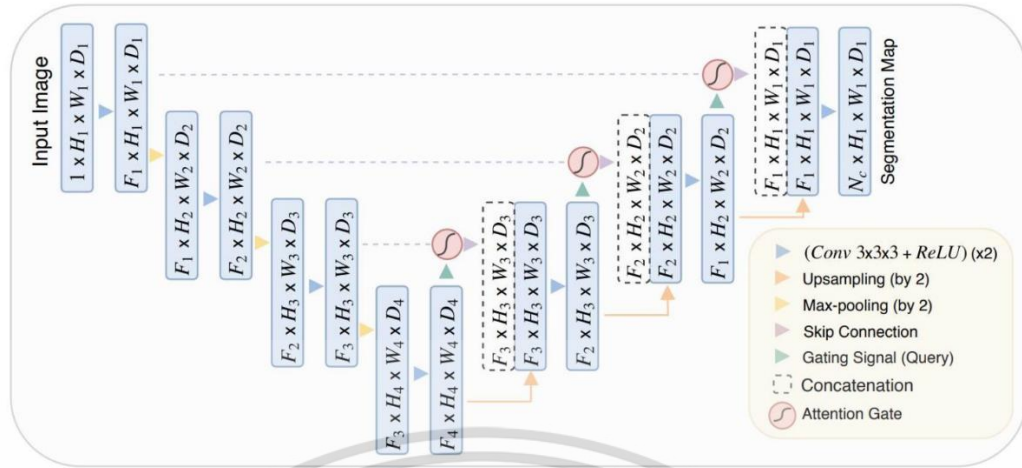 Input Image
1 x H1 x W1 x D1
F1 x H1 x W1 x D1
F1 x H2 x W2 x D2
F2 x H2 x W2 x D2
F2 x H3 x W3 x D3
F3 x H3 x W3 x D3
F3 x H4 x W4 x D4
F4 x H4 x W4 x D4
F3 x H3 x W3 x D3
F3 x H3 x W3 x D3
F2 x H3 x W3 x D3
F2 x H2 x W2 x D2
F2 x H2 x W2 x D2
F1 x H2 x W2 x D2
F1 x H1 x W1 x D1
F1 x H1 x W1 x D1
Nc x H1 x W1 x D1
Segmentation Map
(Conv 3x3x3 + ReLU) (x2)
Upsampling (by 2)
Max-pooling (by 2)
Skip Connection
Gating Signal (Query)
Concatenation
Attention Gate